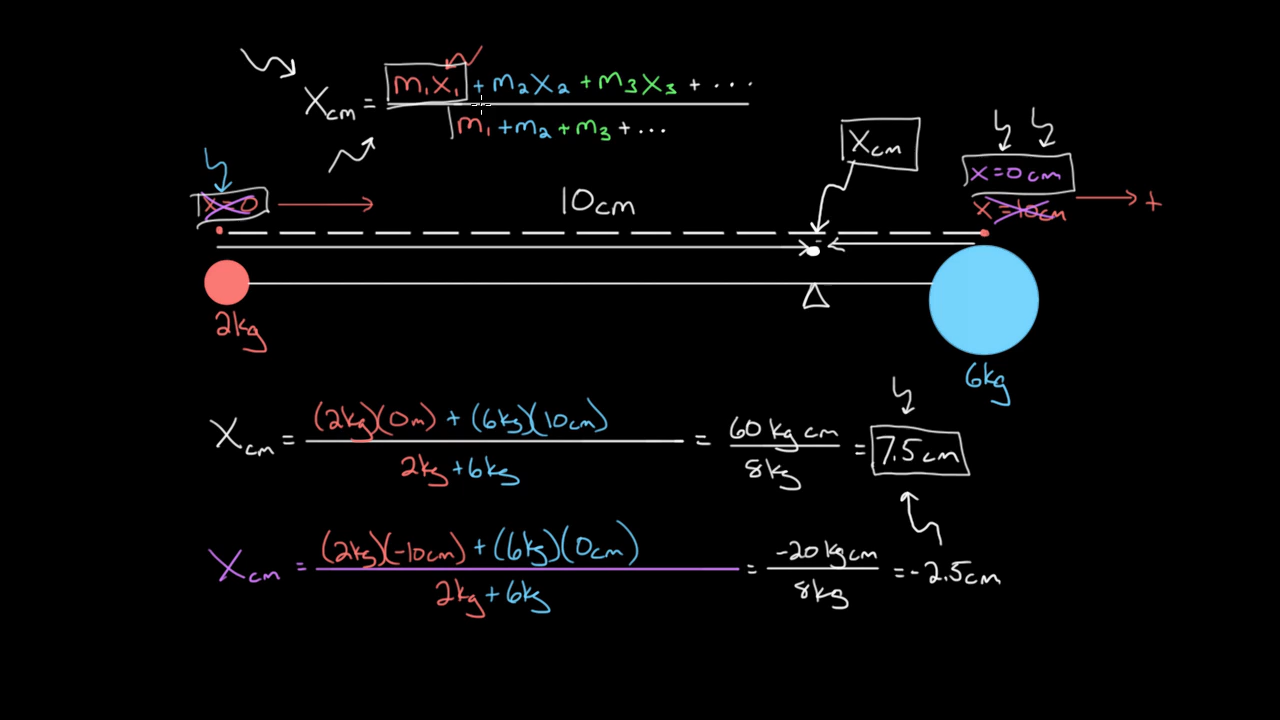 Xcm = m₁x₁ + m₂x₂ + m₃x₃ + ...
m₁ + m₂ + m₃ + ...
Xcm
x=0cm
x=0
10cm
x=10cm
+
2kg
6kg
Xcm = (2kg)(0m) + (6kg)(10cm) = 60 kg cm = 7.5cm
2kg+6kg 8kg
Xcm = (2kg)(-10cm) + (6kg)(0cm) = -20 kg cm = -2.5cm
2kg+6kg 8kg